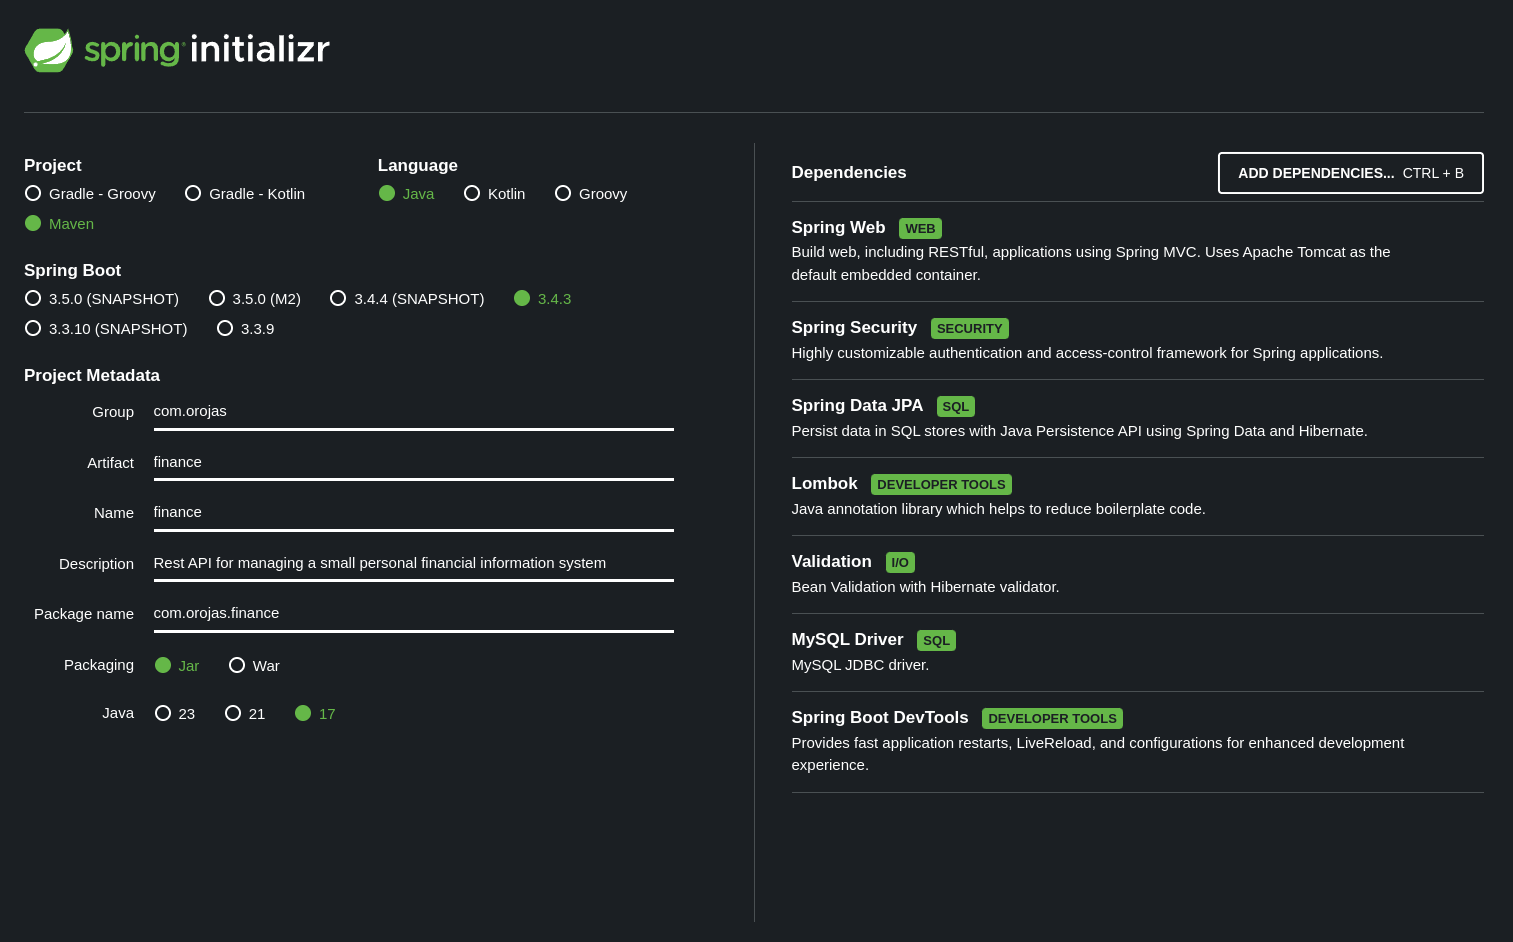 spring initializr
Project
Gradle - Groovy Gradle - Kotlin
Maven
Language
Java Kotlin Groovy
Spring Boot
3.5.0 (SNAPSHOT) 3.5.0 (M2) 3.4.4 (SNAPSHOT) 3.4.3
3.3.10 (SNAPSHOT) 3.3.9
Project Metadata
Group com.orojas
Artifact finance
Name finance
Description Rest API for managing a small personal financial information system
Package name com.orojas.finance
Packaging Jar War
Java 23 21 17
Dependencies ADD DEPENDENCIES... CTRL + B
Spring Web WEB
Build web, including RESTful, applications using Spring MVC. Uses Apache Tomcat as the
default embedded container.
Spring Security SECURITY
Highly customizable authentication and access-control framework for Spring applications.
Spring Data JPA SQL
Persist data in SQL stores with Java Persistence API using Spring Data and Hibernate.
Lombok DEVELOPER TOOLS
Java annotation library which helps to reduce boilerplate code.
Validation I/O
Bean Validation with Hibernate validator.
MySQL Driver SQL
MySQL JDBC driver.
Spring Boot DevTools DEVELOPER TOOLS
Provides fast application restarts, LiveReload, and configurations for enhanced development
experience.